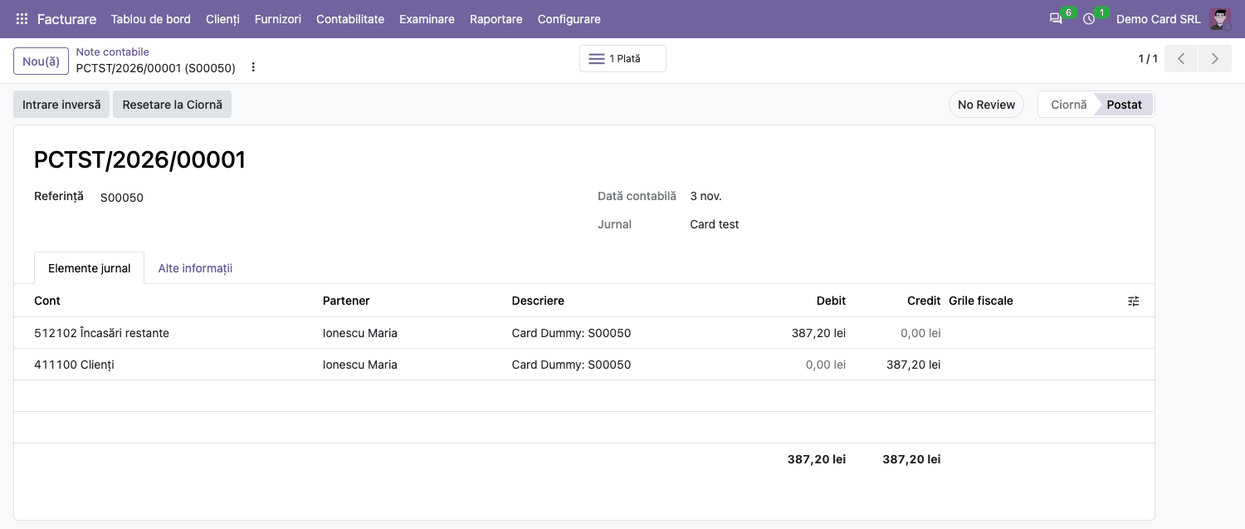 Facturare Tablou de bord Clienți Furnizori Contabilitate Examinare Raportare Configurare 6 1 Demo Card SRL
Nou(ă) Note contabile
PCTST/2026/00001 (S00050)
1 Plată
1 / 1
Intrare inversă Resetare la Ciornă No Review Ciornă Postat
PCTST/2026/00001
Referință S00050 Dată contabilă 3 nov.
Jurnal Card test
Elemente jurnal Alte informații
Cont Partener Descriere Debit Credit Grile fiscale
512102 Încasări restante Ionescu Maria Card Dummy: S00050 387,20 lei 0,00 lei
411100 Clienți Ionescu Maria Card Dummy: S00050 0,00 lei 387,20 lei
387,20 lei 387,20 lei